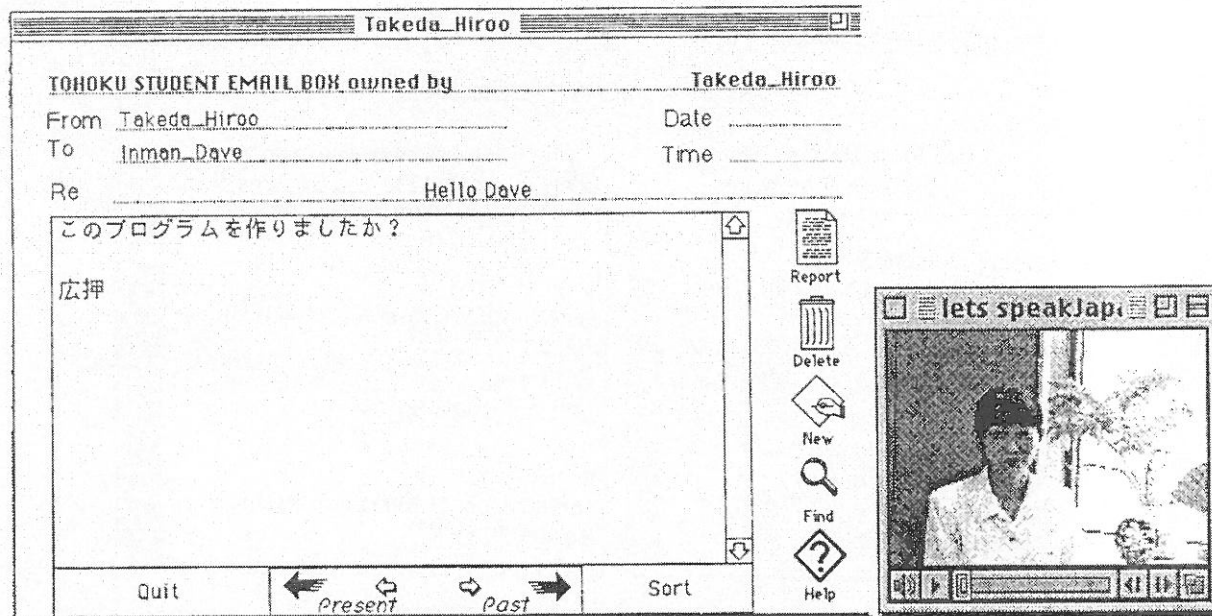 Takeda_Hiroo
TOHOKU STUDENT EMAIL BOX owned by Takeda_Hiroo
From Takeda_Hiroo Date
To Inman_Dave Time
Re Hello Dave
このプログラムを作りましたか？
広押
Report
Delete
New
Find
Help
Quit
Present
Past
Sort
lets speakJapa